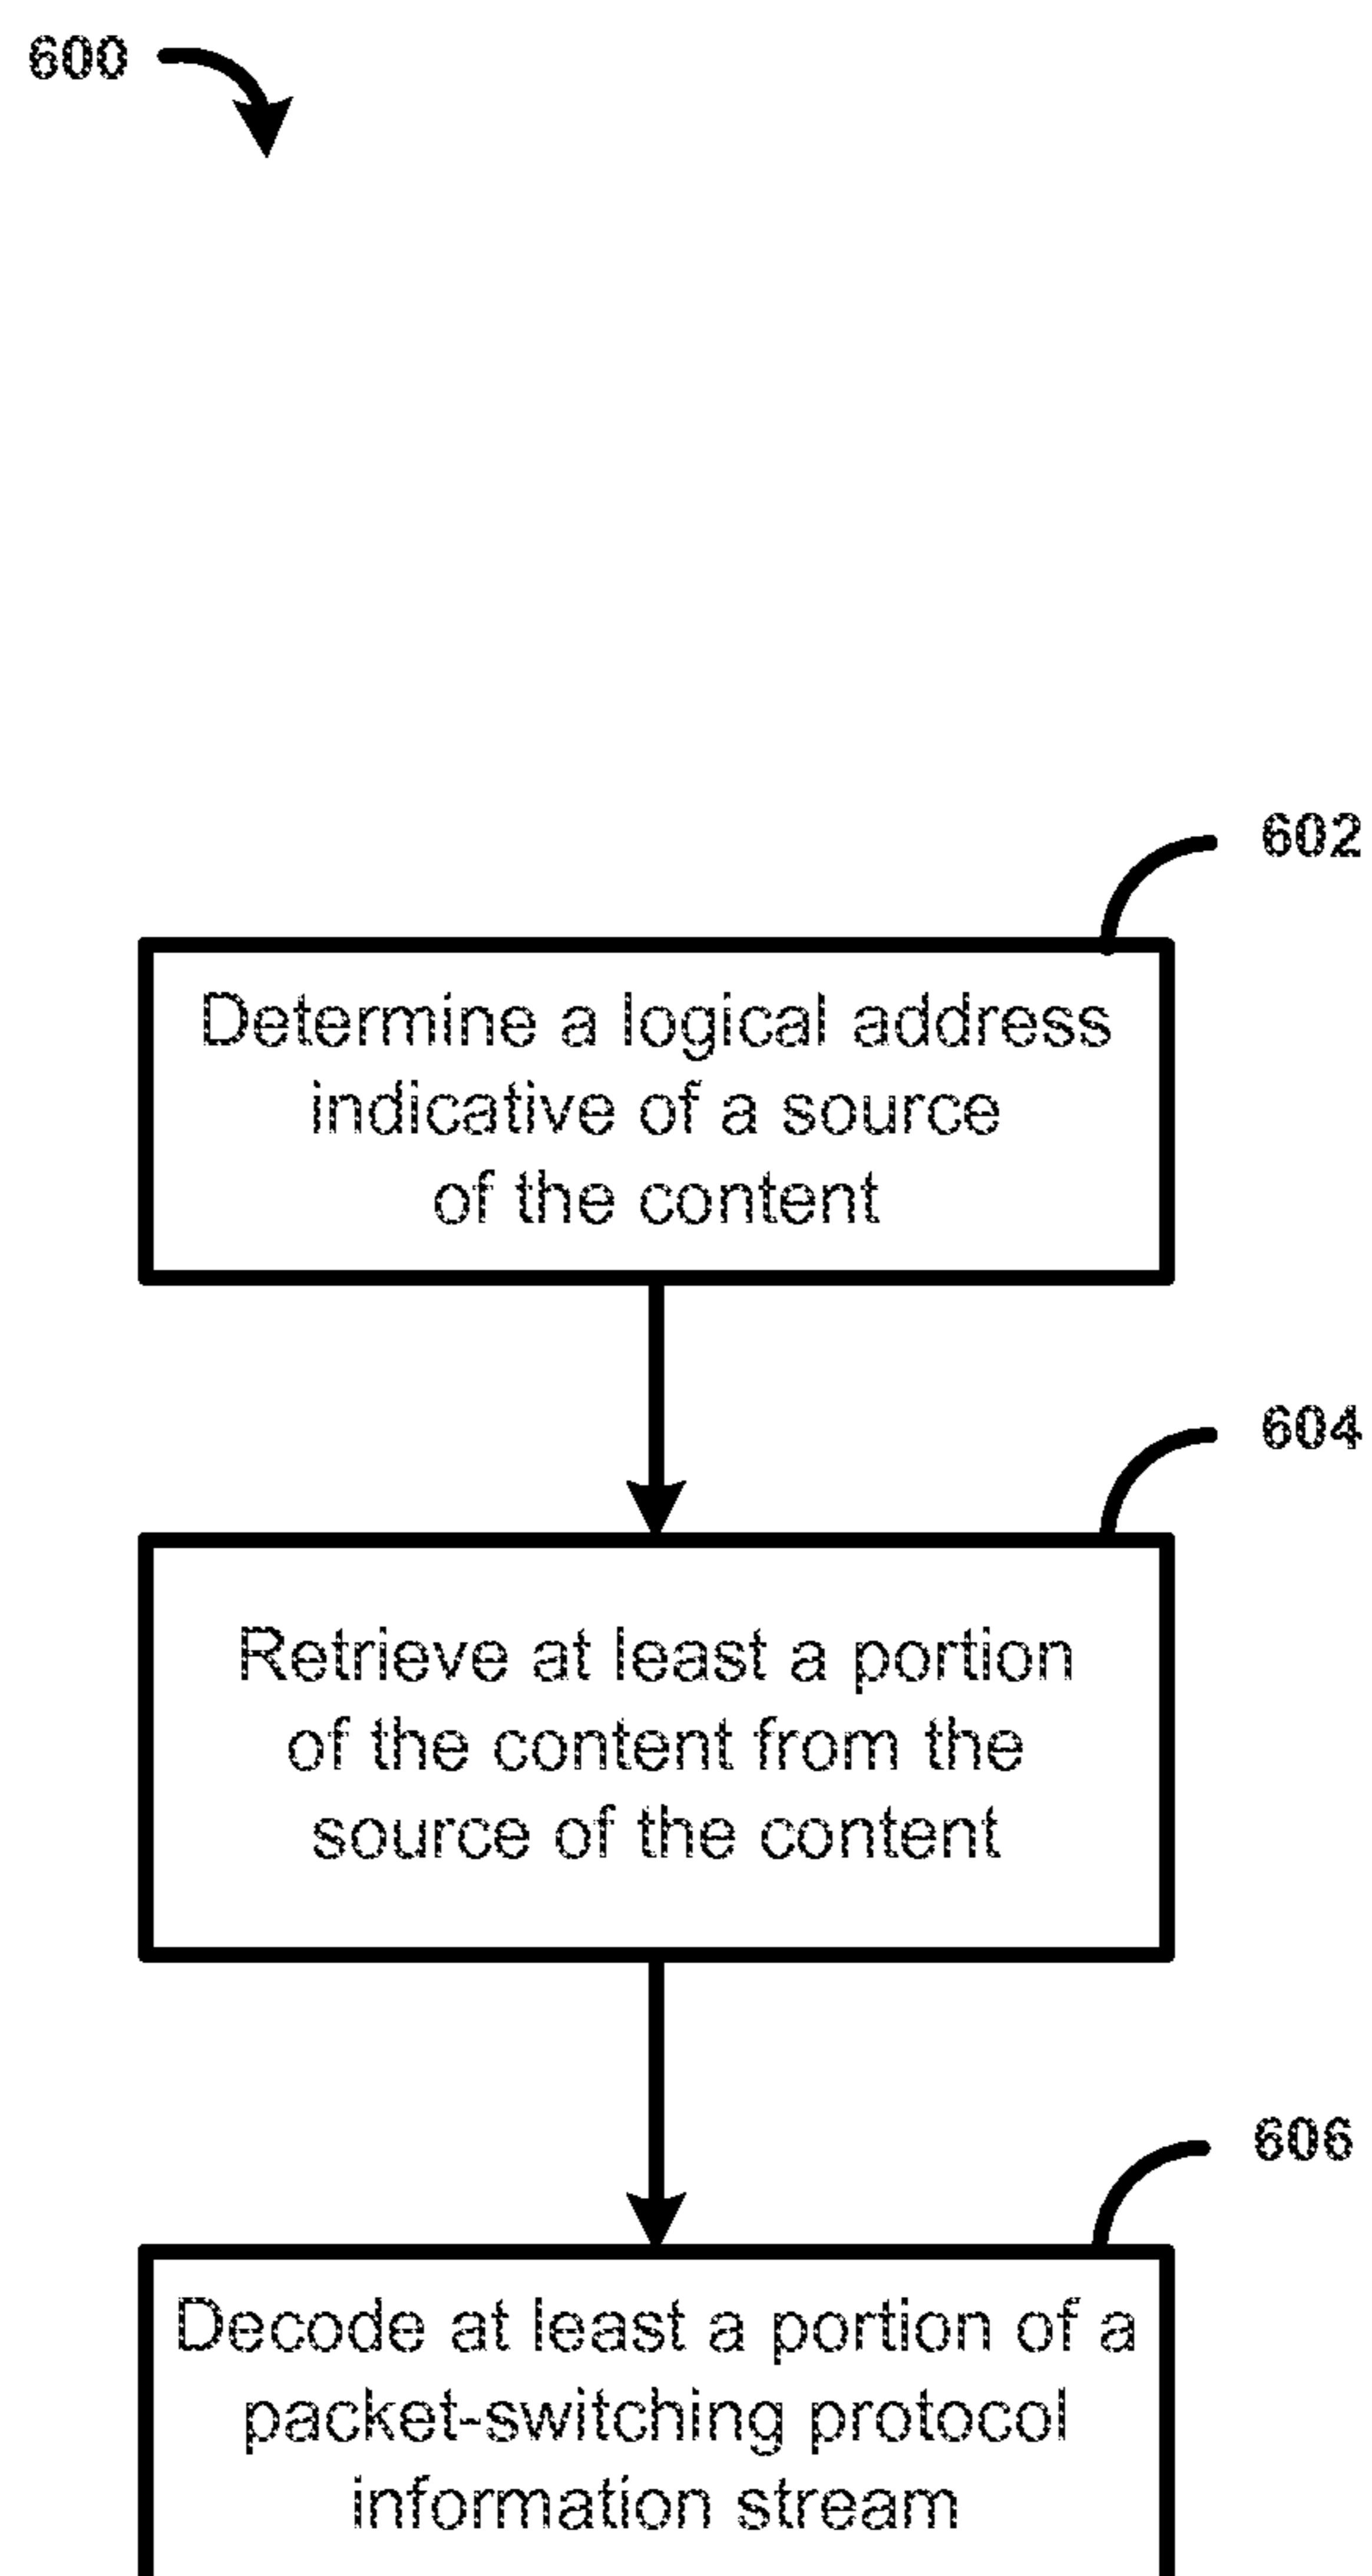 600
602
Determine a logical address
indicative of a source
of the content
604
Retrieve at least a portion
of the content from the
source of the content
606
Decode at least a portion of a
packet-switching protocol
information stream